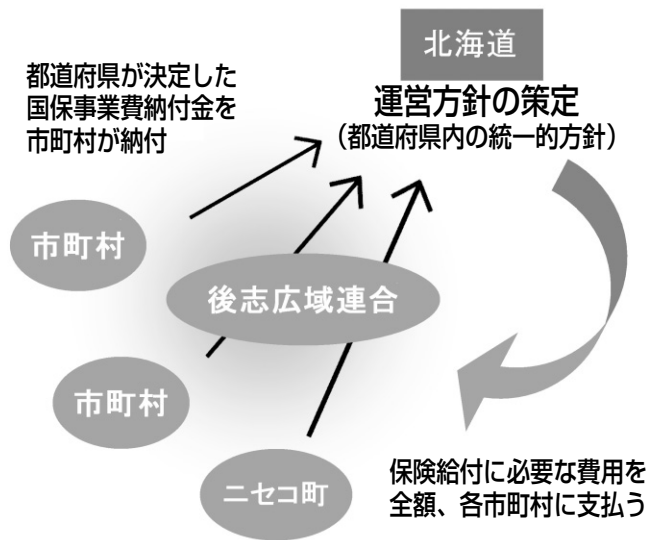 北海道
都道府県が決定した
国保事業費納付金を
市町村が納付
運営方針の策定
（都道府県内の統一的方針）
市町村
後志広域連合
市町村
ニセコ町
保険給付に必要な費用を
全額、各市町村に支払う